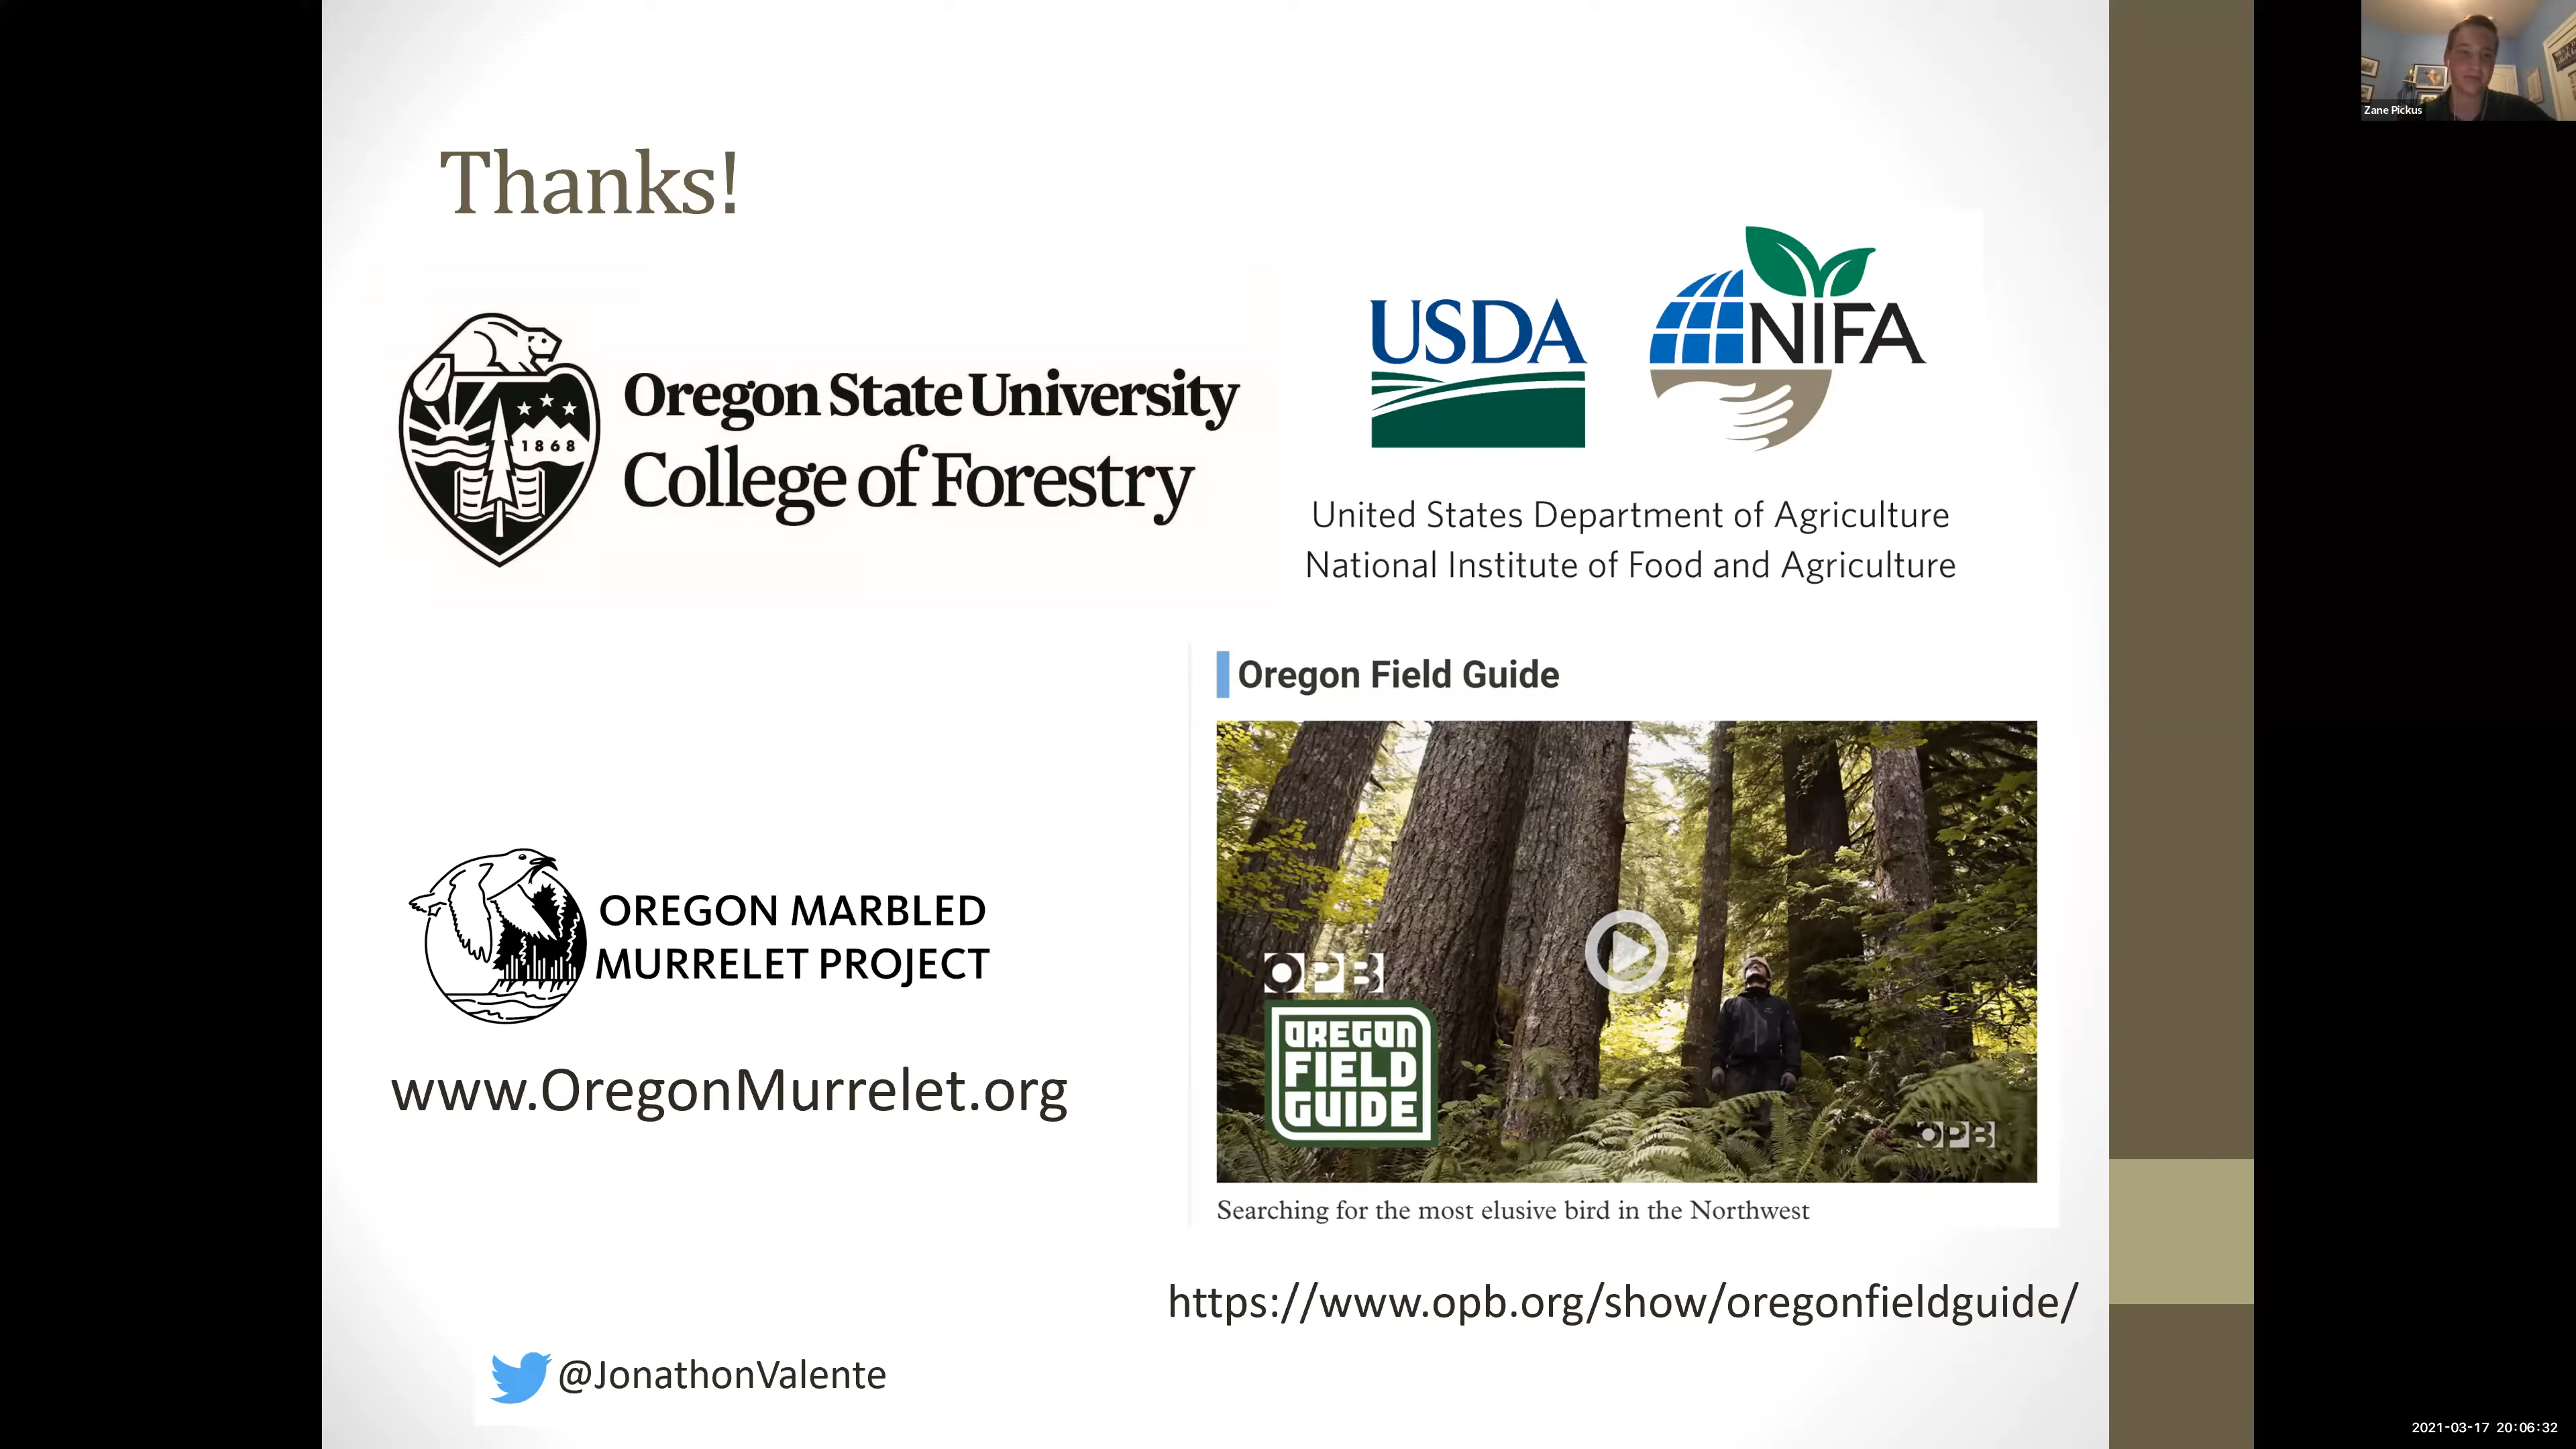 Zane Pickus
Thanks!
1868
Oregon State University
College of Forestry
USDA
NIFA
United States Department of Agriculture
National Institute of Food and Agriculture
Oregon Field Guide
OPB
OREGON
FIELD
GUIDE
OPB
Searching for the most elusive bird in the Northwest
https://www.opb.org/show/oregonfieldguide/
OREGON MARBLED
MURRELET PROJECT
www.OregonMurrelet.org
@JonathonValente
2021-03-17 20:06:32